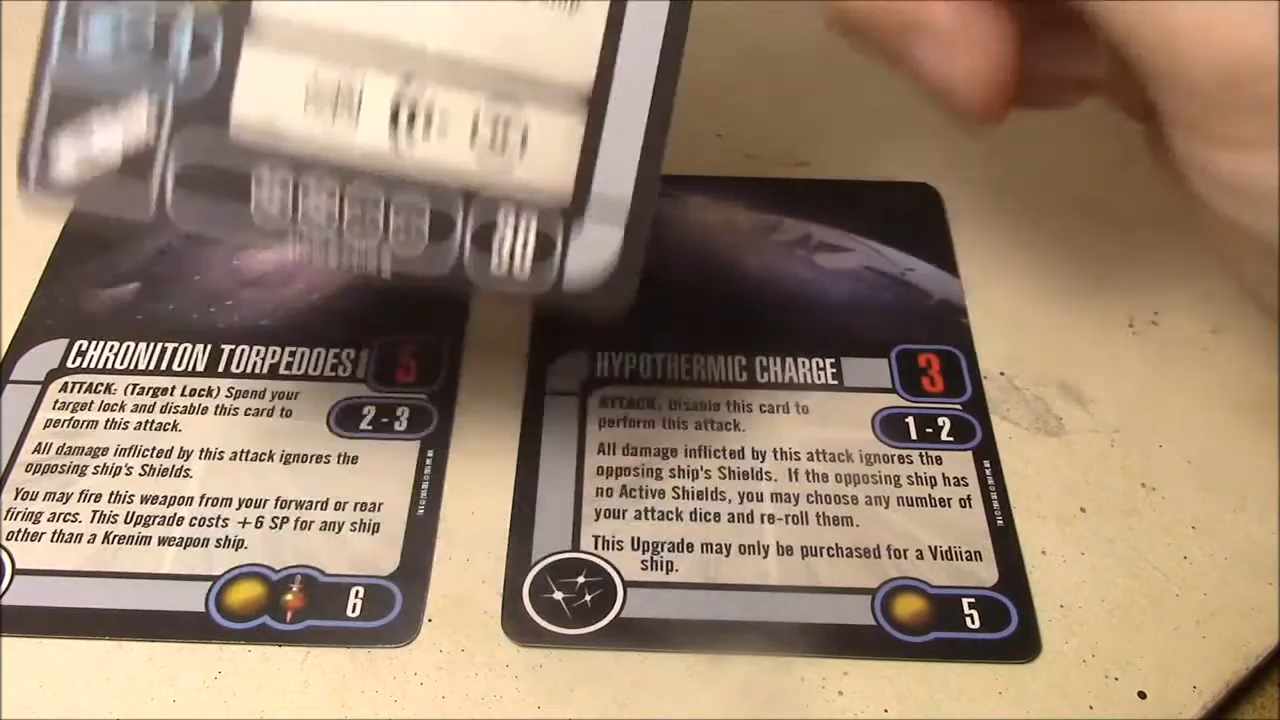 CHRONITON TORPEDOES
5
ATTACK: (Target Lock) Spend your
target lock and disable this card to
perform this attack.
2 - 3
All damage inflicted by this attack ignores the
opposing ship's Shields.
You may fire this weapon from your forward or rear
firing arcs. This Upgrade costs +6 SP for any ship
other than a Krenim weapon ship.
6
HYPOTHERMIC CHARGE
3
ATTACK: Disable this card to
perform this attack.
1 - 2
All damage inflicted by this attack ignores the
opposing ship's Shields. If the opposing ship has
no Active Shields, you may choose any number of
your attack dice and re-roll them.
This Upgrade may only be purchased for a Vidiian
ship.
5